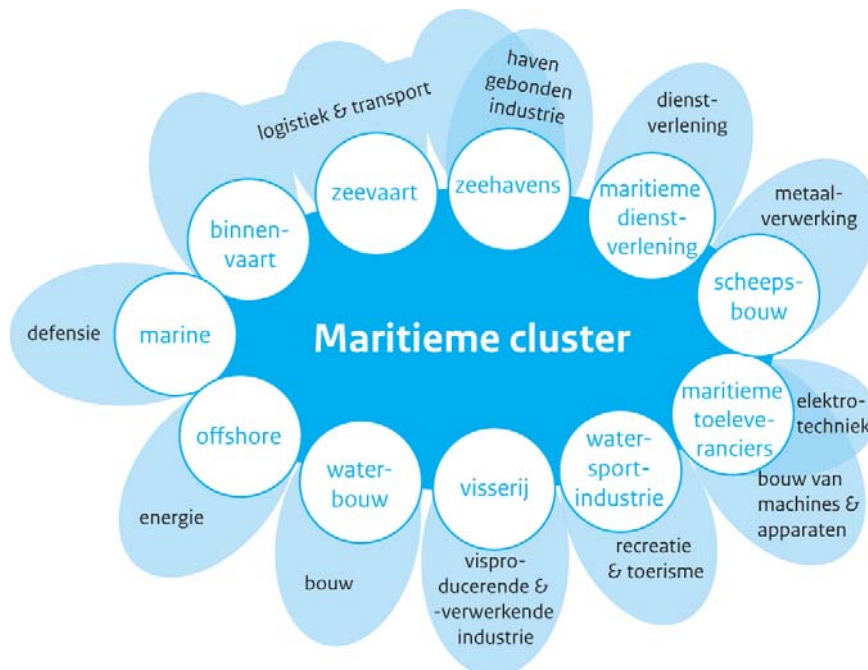 logistiek & transport
haven
gebonden
industrie
dienst-
verlening
metaal-
verwerking
zeevaart
zeehavens
maritieme
dienst-
verlening
binnen-
vaart
scheeps-
bouw
defensie
marine
Maritieme cluster
offshore
maritieme
toeleve-
ranciers
elektro-
techniek
water-
bouw
visserij
water-
sport-
industrie
bouw van
machines &
apparaten
energie
bouw
vispro-
ducerende &
-verwerkende
industrie
recreatie
& toerisme